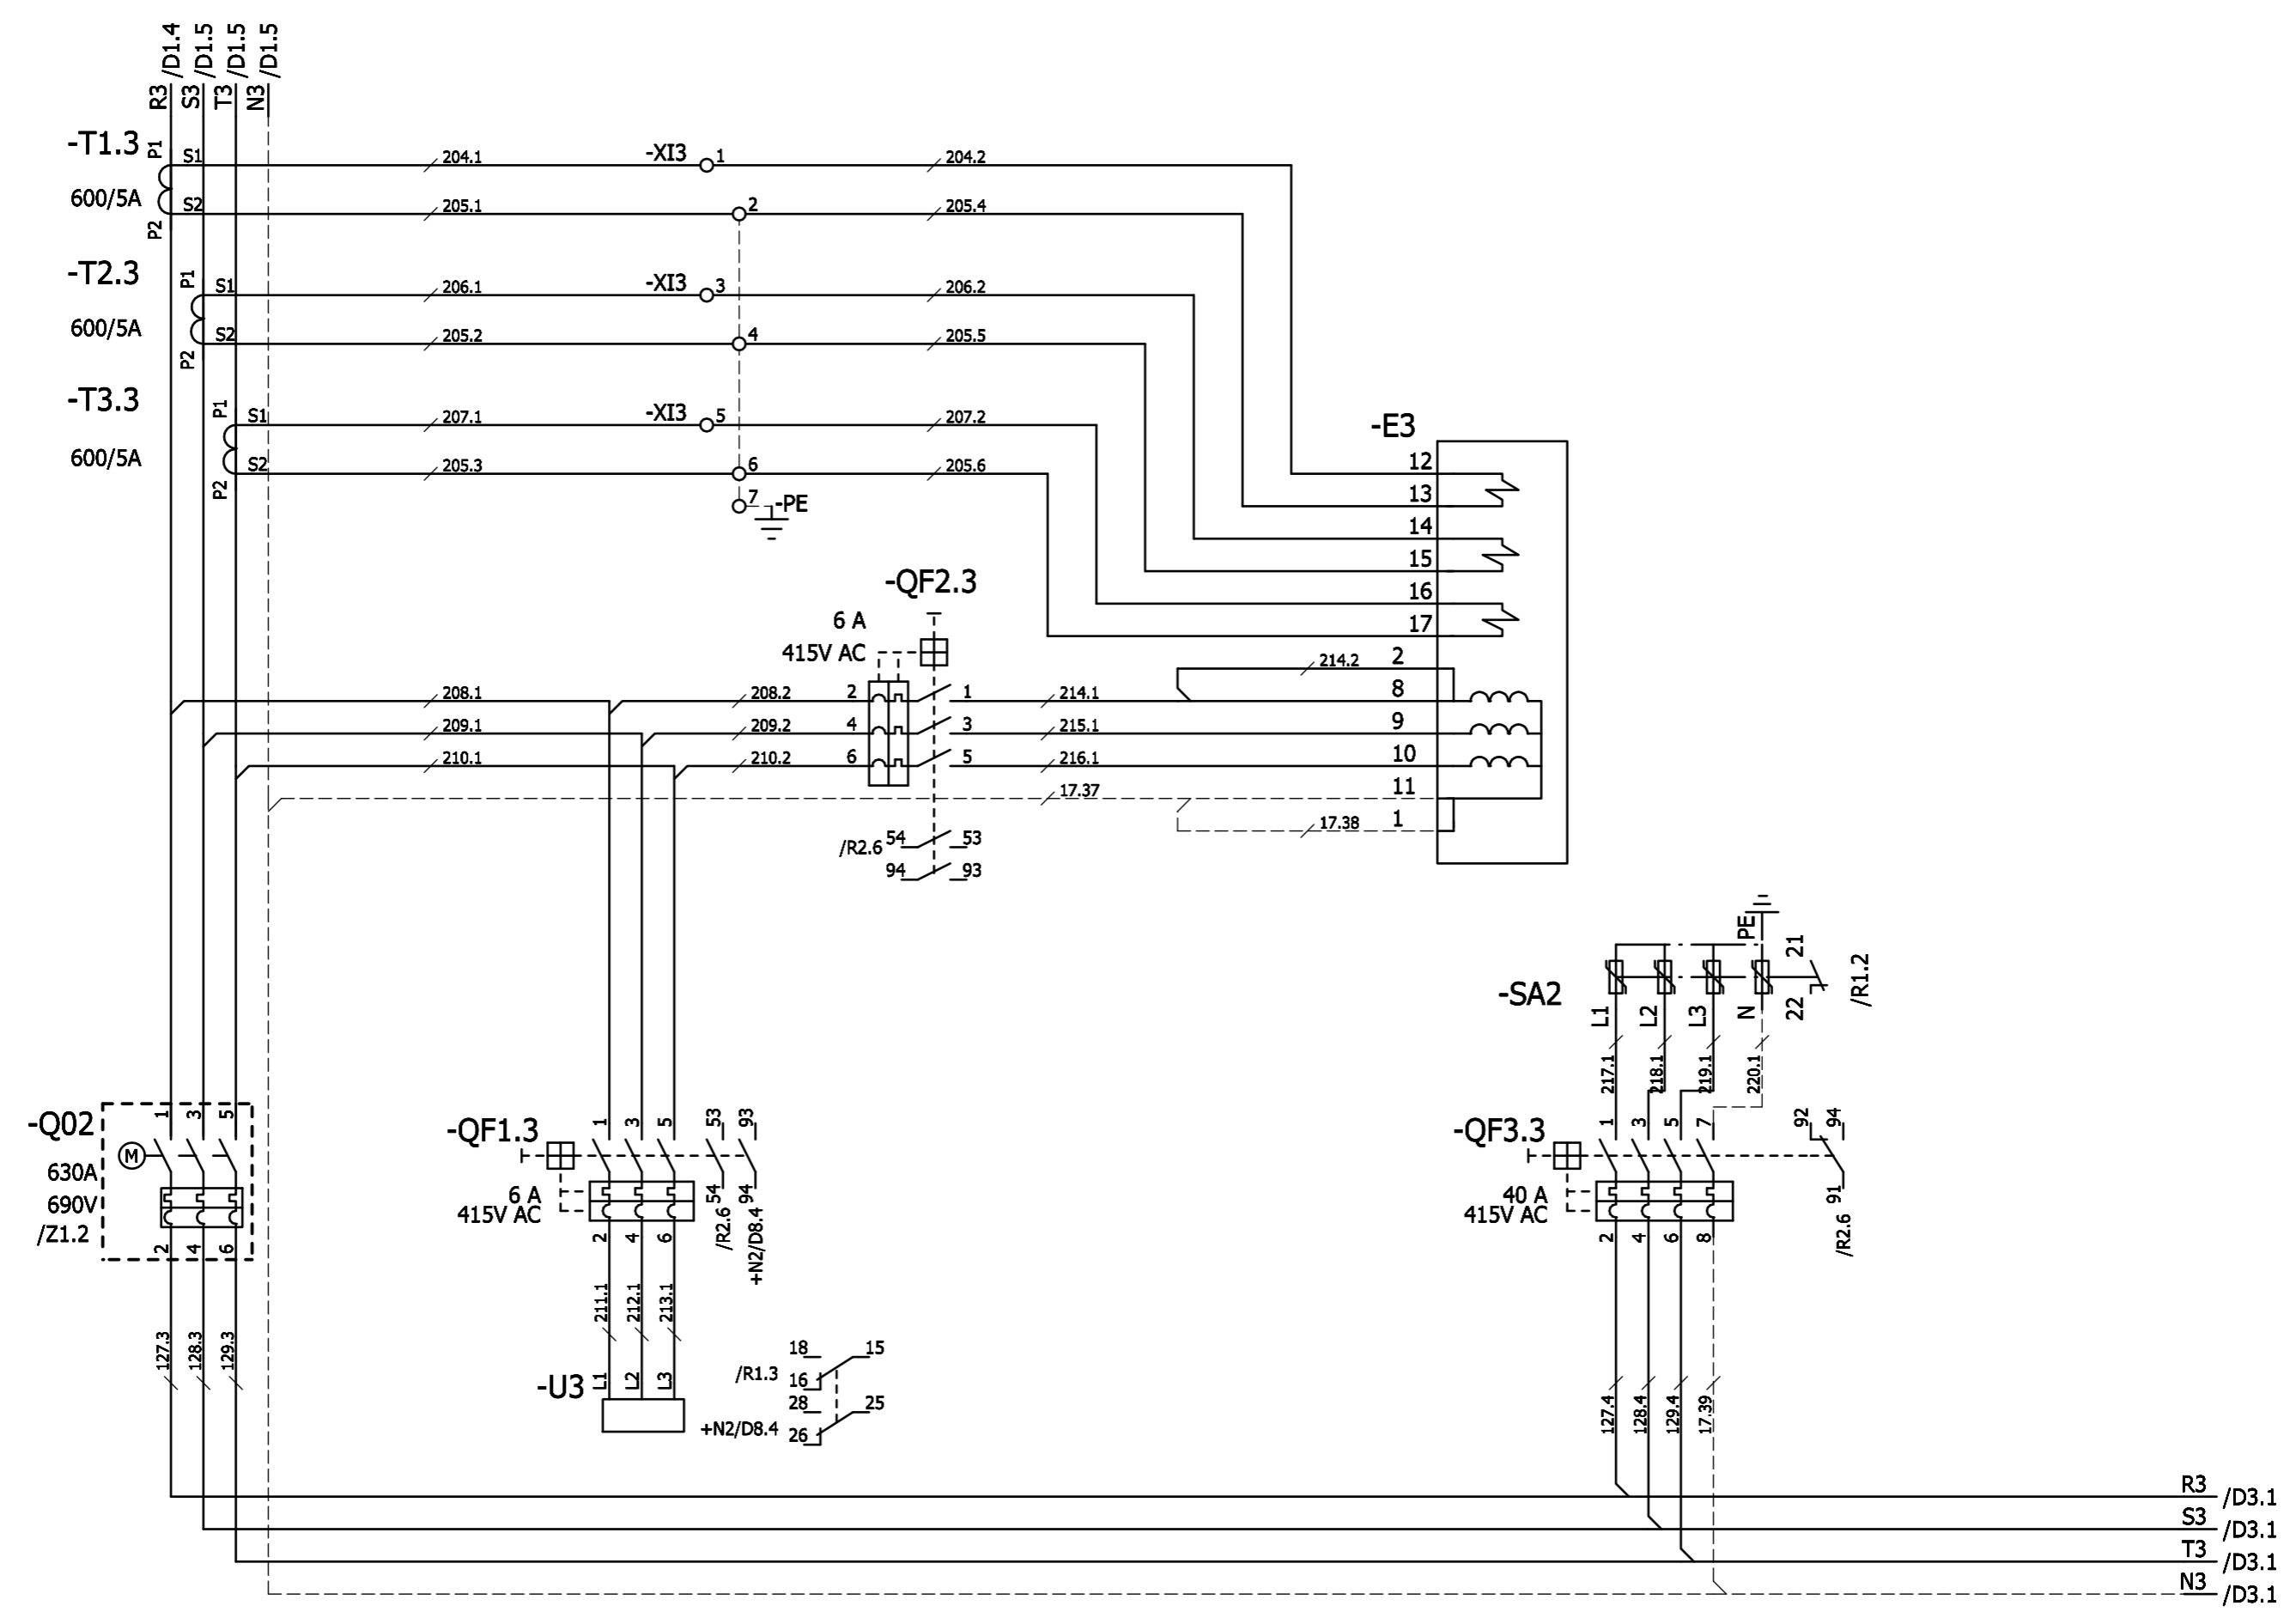 R3 /D1.4
S3 /D1.5
T3 /D1.5
N3 /D1.5
-T1.3
600/5A
P1
P2
S1 204.1 -XI3 1 204.2
S2 205.1 2 205.4
-T2.3
600/5A
P1
P2
S1 206.1 -XI3 3 206.2
S2 205.2 4 205.5
-T3.3
600/5A
P1
P2
S1 207.1 -XI3 5 207.2
S2 205.3 6 205.6
7 -PE
-E3
12
13
14
15
16
17
2
8
9
10
11
1
-QF2.3
6 A
415V AC
214.2
208.1 208.2 2 1 214.1
209.1 209.2 4 3 215.1
210.1 210.2 6 5 216.1
17.37
17.38
/R2.6 54 53
94 93
-SA2
PE
21
22
/R1.2
L1 L2 L3 N
217.1 218.1 219.1 220.1
-Q02
630A
690V
/Z1.2
M
1 3 5
2 4 6
127.3 128.3 129.3
-QF1.3
6 A
415V AC
1 3 5 53 93
2 4 6 54 94
/R2.6
+N2/D8.4
211.1 212.1 213.1
-U3
L1 L2 L3
18 15
/R1.3 16
28 25
+N2/D8.4 26
-QF3.3
40 A
415V AC
1 3 5 7 92 94
2 4 6 8 91
/R2.6
127.4 128.4 129.4 17.39
R3 /D3.1
S3 /D3.1
T3 /D3.1
N3 /D3.1